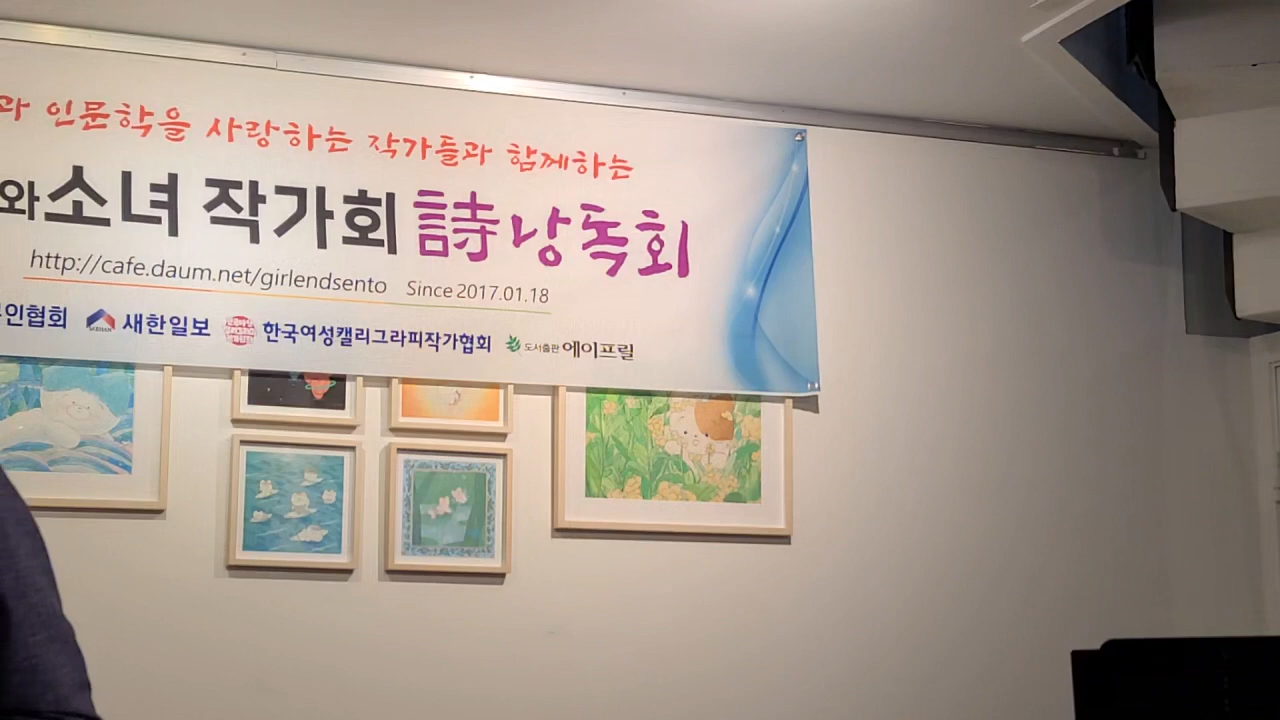 과 인문학을 사랑하는 작가들과 함께하는
와소녀 작가회 詩낭독회
http://cafe.daum.net/girlendsento Since 2017.01.18
인협회 새한일보 한국여성캘리그라피작가협회 도서출판 에이프릴